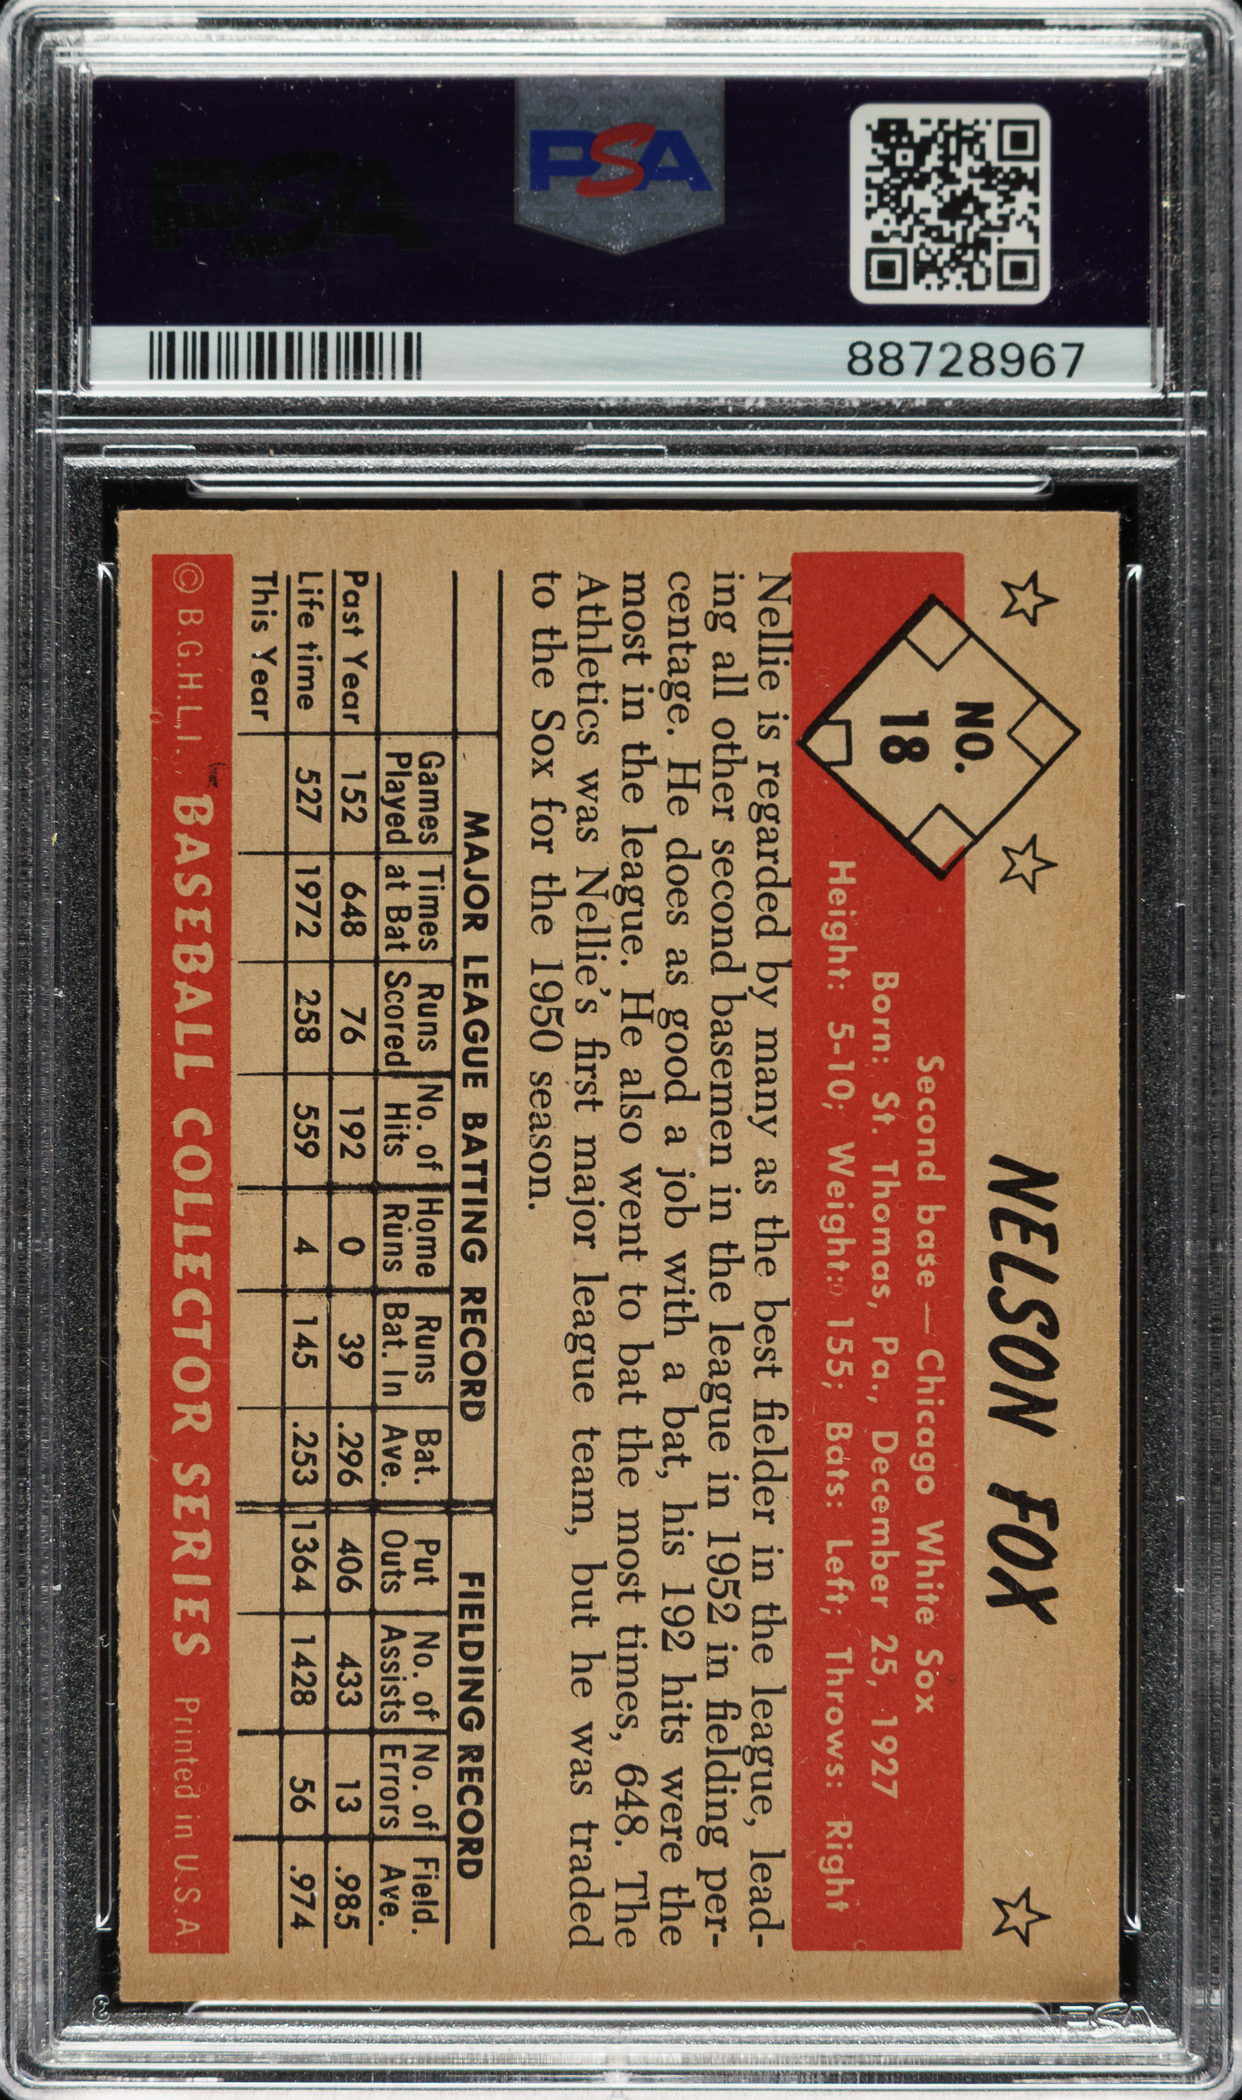 PSA
PSA
88728967
NELSON FOX
NO.
18
Second base — Chicago White Sox
Born: St. Thomas, Pa., December 25, 1927
Height: 5-10; Weight: 155; Bats: Left; Throws: Right
Nellie is regarded by many as the best fielder in the league, lead-
ing all other second basemen in the league in 1952 in fielding per-
centage. He does as good a job with a bat, his 192 hits were the
most in the league. He also went to bat the most times, 648. The
Athletics was Nellie's first major league team, but he was traded
to the Sox for the 1950 season.
MAJOR LEAGUE BATTING RECORD FIELDING RECORD
Games Times Runs No. of Home Runs Bat. Put No. of No. of Field.
Played at Bat Scored Hits Runs Bat. In Ave. Outs Assists Errors Ave.
Past Year 152 648 76 192 0 39 .296 406 433 13 .985
Life time 527 1972 258 559 4 145 .253 1364 1428 56 .974
This Year
© B.G.H.L.I. BASEBALL COLLECTOR SERIES Printed in U.S.A.
PSA